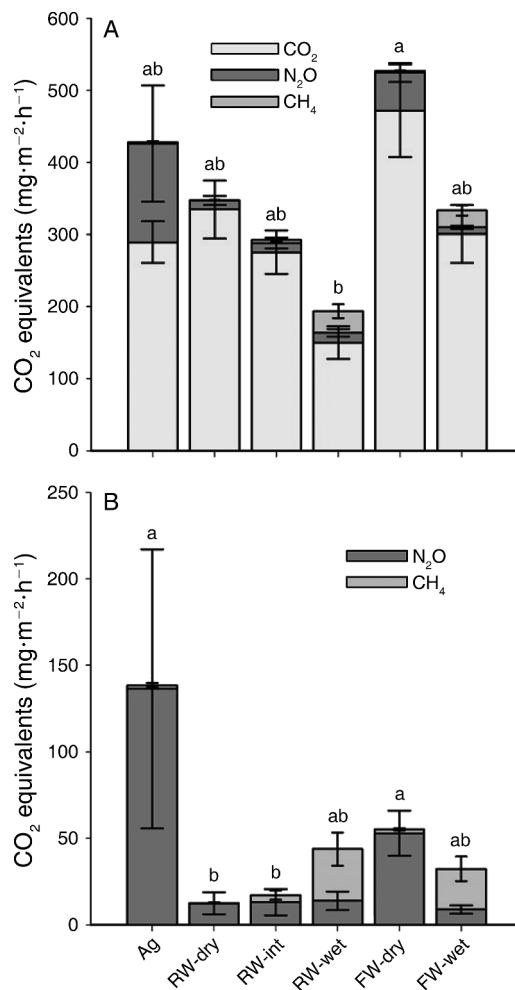 A
CO₂ equivalents (mg·m⁻²·h⁻¹)
600
500
400
300
200
100
0
CO₂
N₂O
CH₄
ab
ab
ab
b
a
ab
B
CO₂ equivalents (mg·m⁻²·h⁻¹)
250
200
150
100
50
0
N₂O
CH₄
a
b
b
ab
a
ab
Ag
RW-dry
RW-int
RW-wet
FW-dry
FW-wet